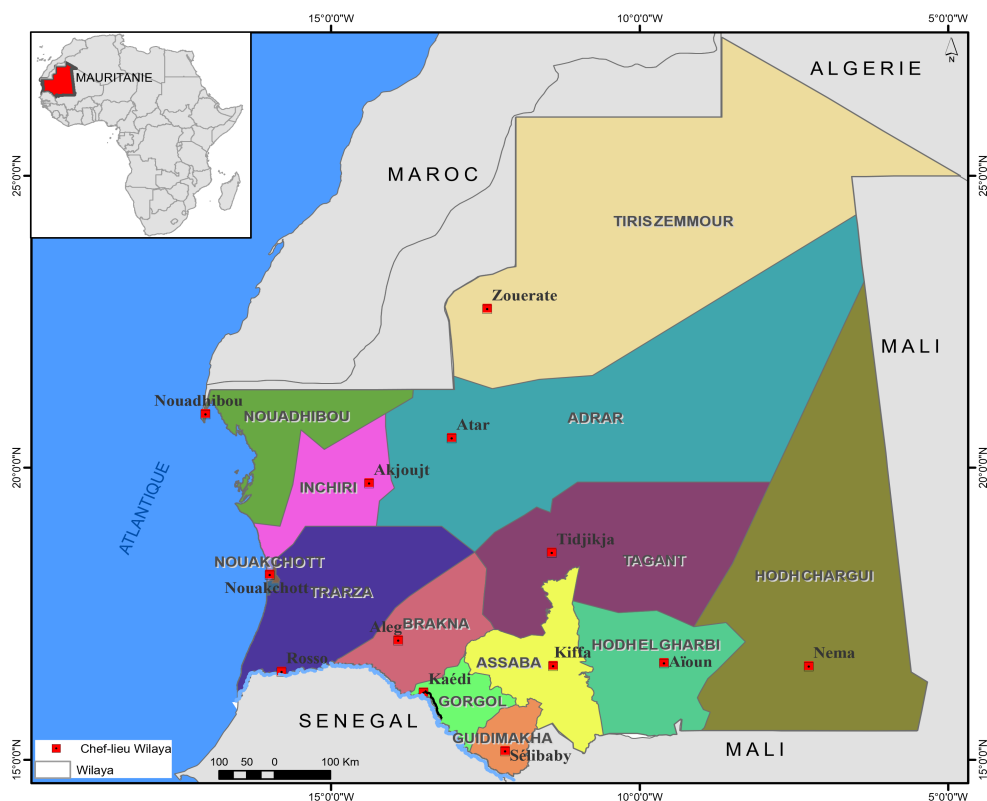 15°0'0"W 10°0'0"W 5°0'0"W
MAURITANIE
N
ALGERIE
MAROC
25°0'0"N 25°0'0"N
TIRISZEMMOUR
Zouerate
MALI
Nouadhibou
NOUADHIBOU
ADRAR
Atar
20°0'0"N 20°0'0"N
Akjoujt
INCHIRI
ATLANTIQUE
Tidjikja
NOUAKCHOTT
TAGANT
HODHCHARGUI
Nouakchott
TRARZA
Aleg
BRAKNA
HODHELGHARBI
Rosso
ASSABA
Kiffa
Aïoun
Nema
Kaédi
GORGOL
SENEGAL
GUIDIMAKHA
Sélibaby
MALI
Chef-lieu Wilaya
Wilaya
100 50 0 100 Km
15°0'0"N 15°0'0"N
15°0'0"W 10°0'0"W 5°0'0"W